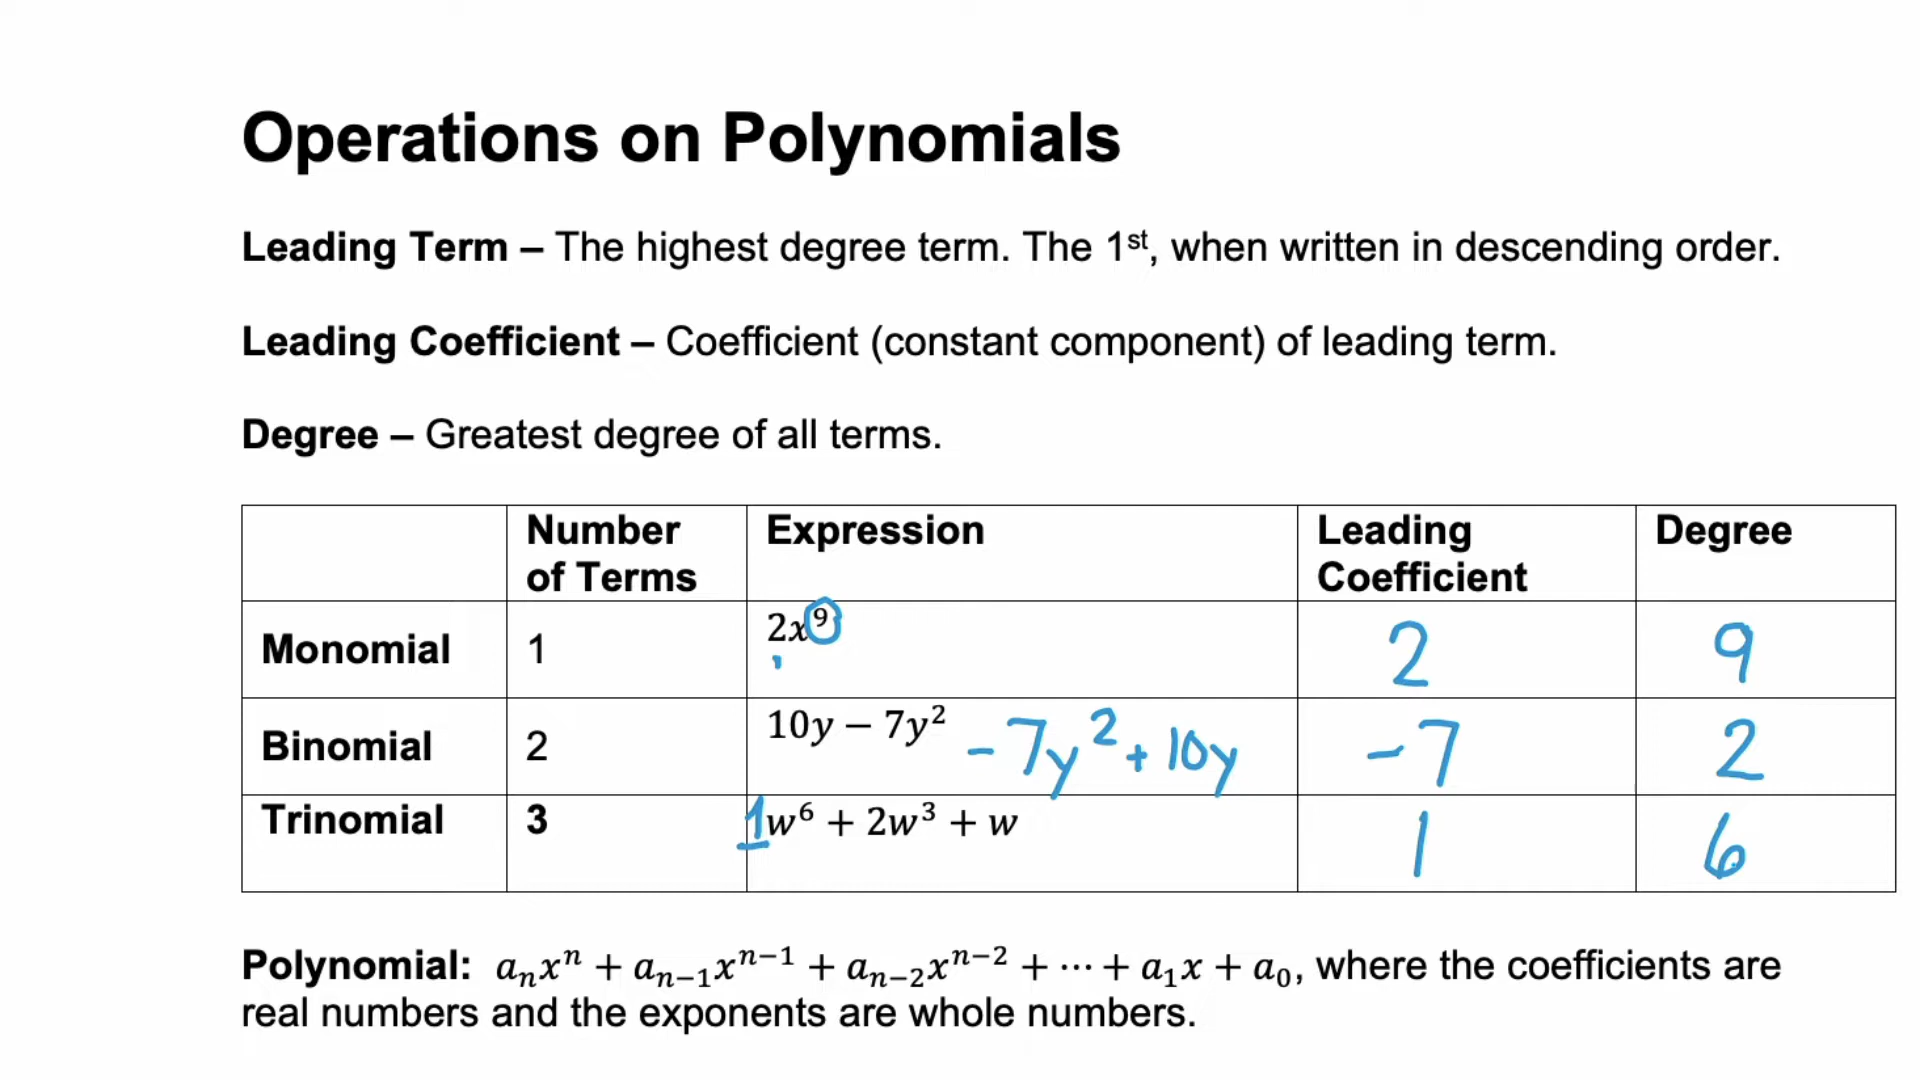 Operations on Polynomials
Leading Term – The highest degree term. The 1ˢᵗ, when written in descending order.
Leading Coefficient – Coefficient (constant component) of leading term.
Degree – Greatest degree of all terms.
Number of Terms Expression Leading Coefficient Degree
Monomial 1 2x⁹ 2 9
Binomial 2 10y − 7y² -7y² + 10y -7 2
Trinomial 3 1w⁶ + 2w³ + w 1 6
Polynomial: aₙxⁿ + aₙ₋₁xⁿ⁻¹ + aₙ₋₂xⁿ⁻² + ⋯ + a₁x + a₀, where the coefficients are
real numbers and the exponents are whole numbers.